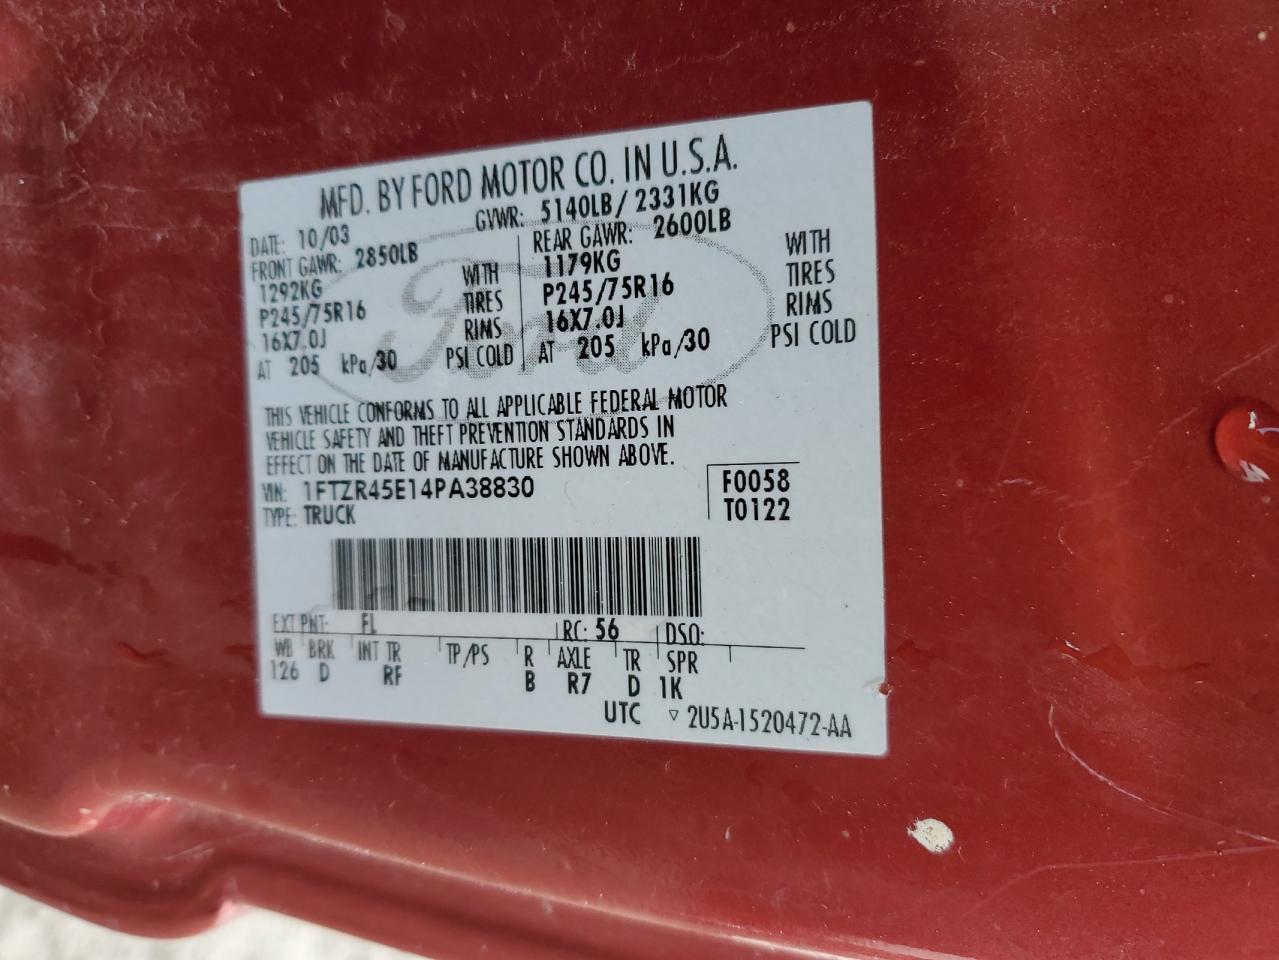 MFD. BY FORD MOTOR CO. IN U.S.A.
DATE: 10/03 GVWR: 5140LB/ 2331KG
FRONT GAWR: 2850LB REAR GAWR: 2600LB
1292KG WITH 1179KG WITH
P245/75R16 TIRES P245/75R16 TIRES
16X7.0J RIMS 16X7.0J RIMS
AT 205 kPa/30 PSI COLD AT 205 kPa/30 PSI COLD
Ford
THIS VEHICLE CONFORMS TO ALL APPLICABLE FEDERAL MOTOR
VEHICLE SAFETY AND THEFT PREVENTION STANDARDS IN
EFFECT ON THE DATE OF MANUFACTURE SHOWN ABOVE.
VIN: 1FTZR45E14PA38830 F0058
TYPE: TRUCK T0122
EXT PNT: FL RC: 56 DSO:
WB BRK INT TR TP/PS R AXLE TR SPR
126 D RF B R7 D 1K
UTC ▽ 2U5A-1520472-AA